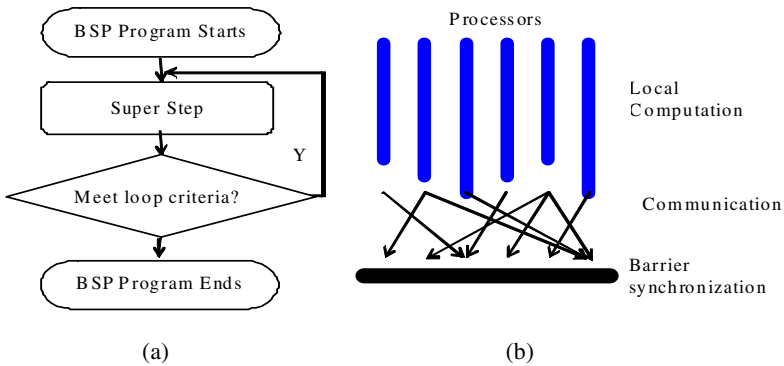 BSP Program Starts
Super Step
Y
Meet loop criteria?
BSP Program Ends
(a)
Processors
Local
Computation
Communication
Barrier
synchronization
(b)